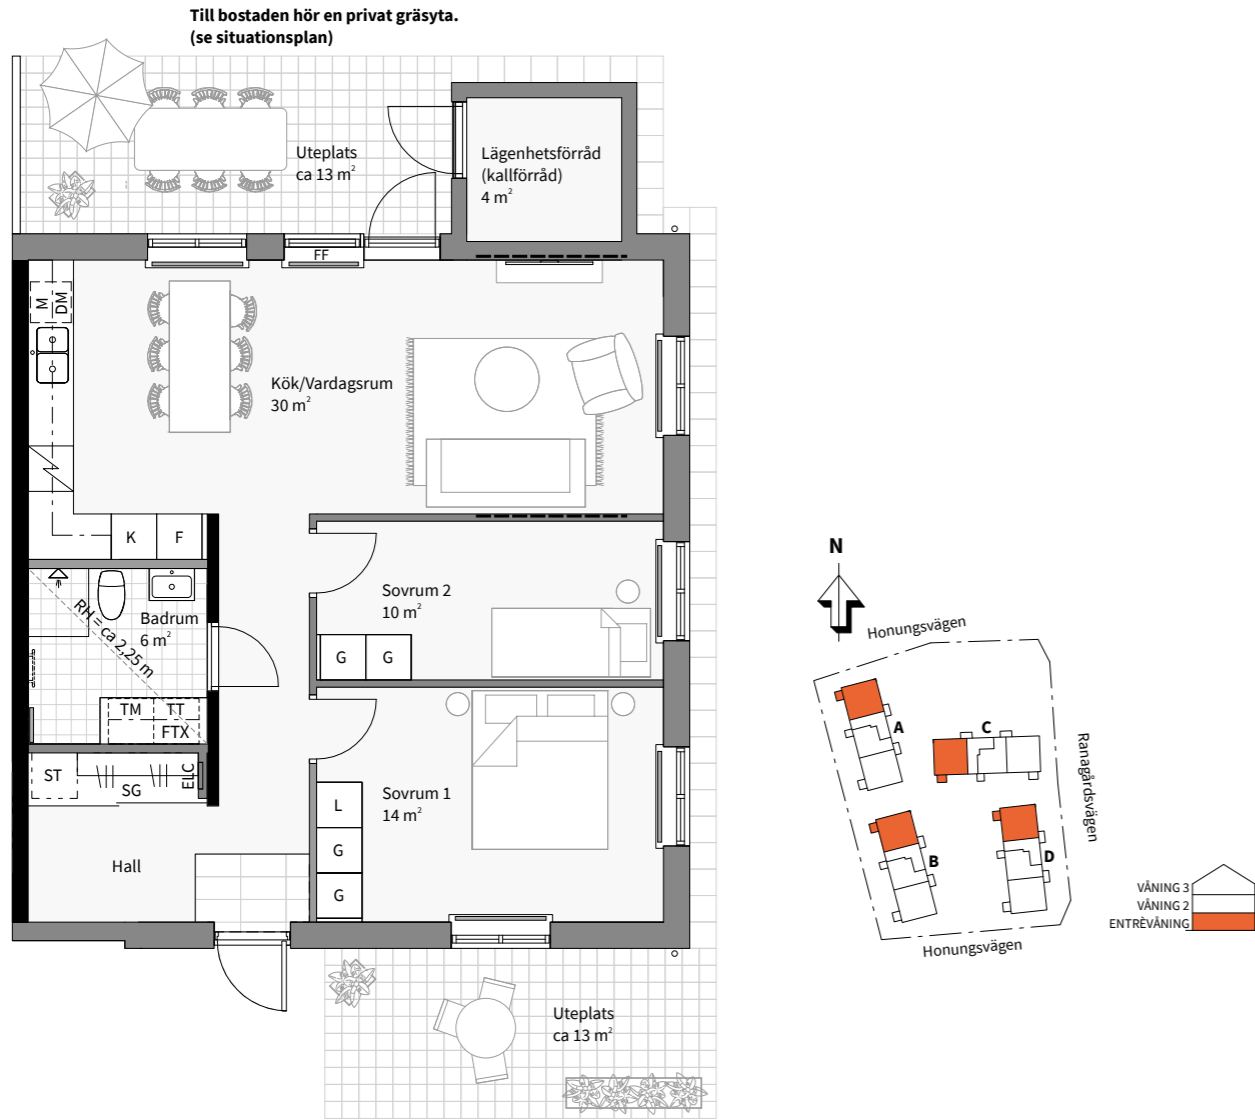 Till bostaden hör en privat gräsyta.
(se situationsplan)
Uteplats
ca 13 m²
Lägenhetsförråd
(kallförråd)
4 m²
FF
M
DM
Kök/Vardagsrum
30 m²
K
F
Badrum
6 m²
RH = ca 2,25 m
TM
TT
FTX
Sovrum 2
10 m²
G
G
ST
SG
ELC
Sovrum 1
14 m²
L
G
G
Hall
Uteplats
ca 13 m²
N
Honungsvägen
A
C
Ranagårdsvägen
B
D
Honungsvägen
VÅNING 3
VÅNING 2
ENTRÈVÅNING